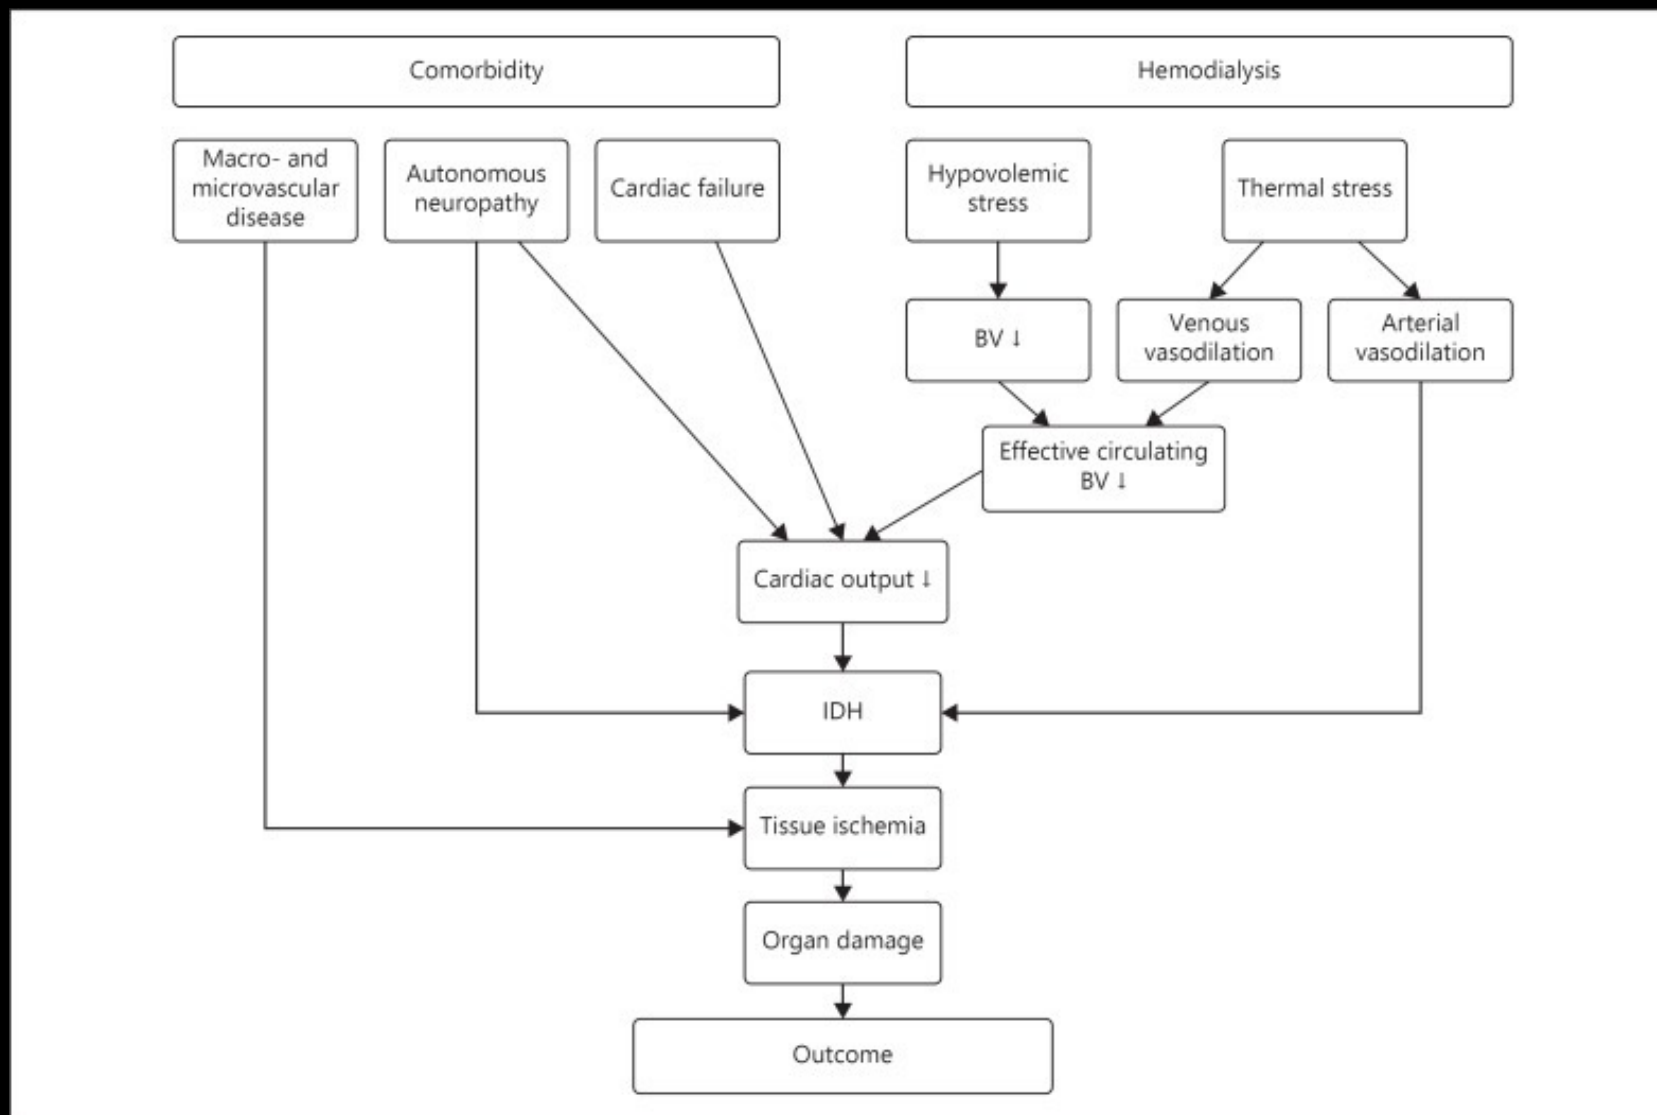 Comorbidity
Hemodialysis
Macro- and
microvascular
disease
Autonomous
neuropathy
Cardiac failure
Hypovolemic
stress
Thermal stress
BV ↓
Venous
vasodilation
Arterial
vasodilation
Effective circulating
BV ↓
Cardiac output ↓
IDH
Tissue ischemia
Organ damage
Outcome